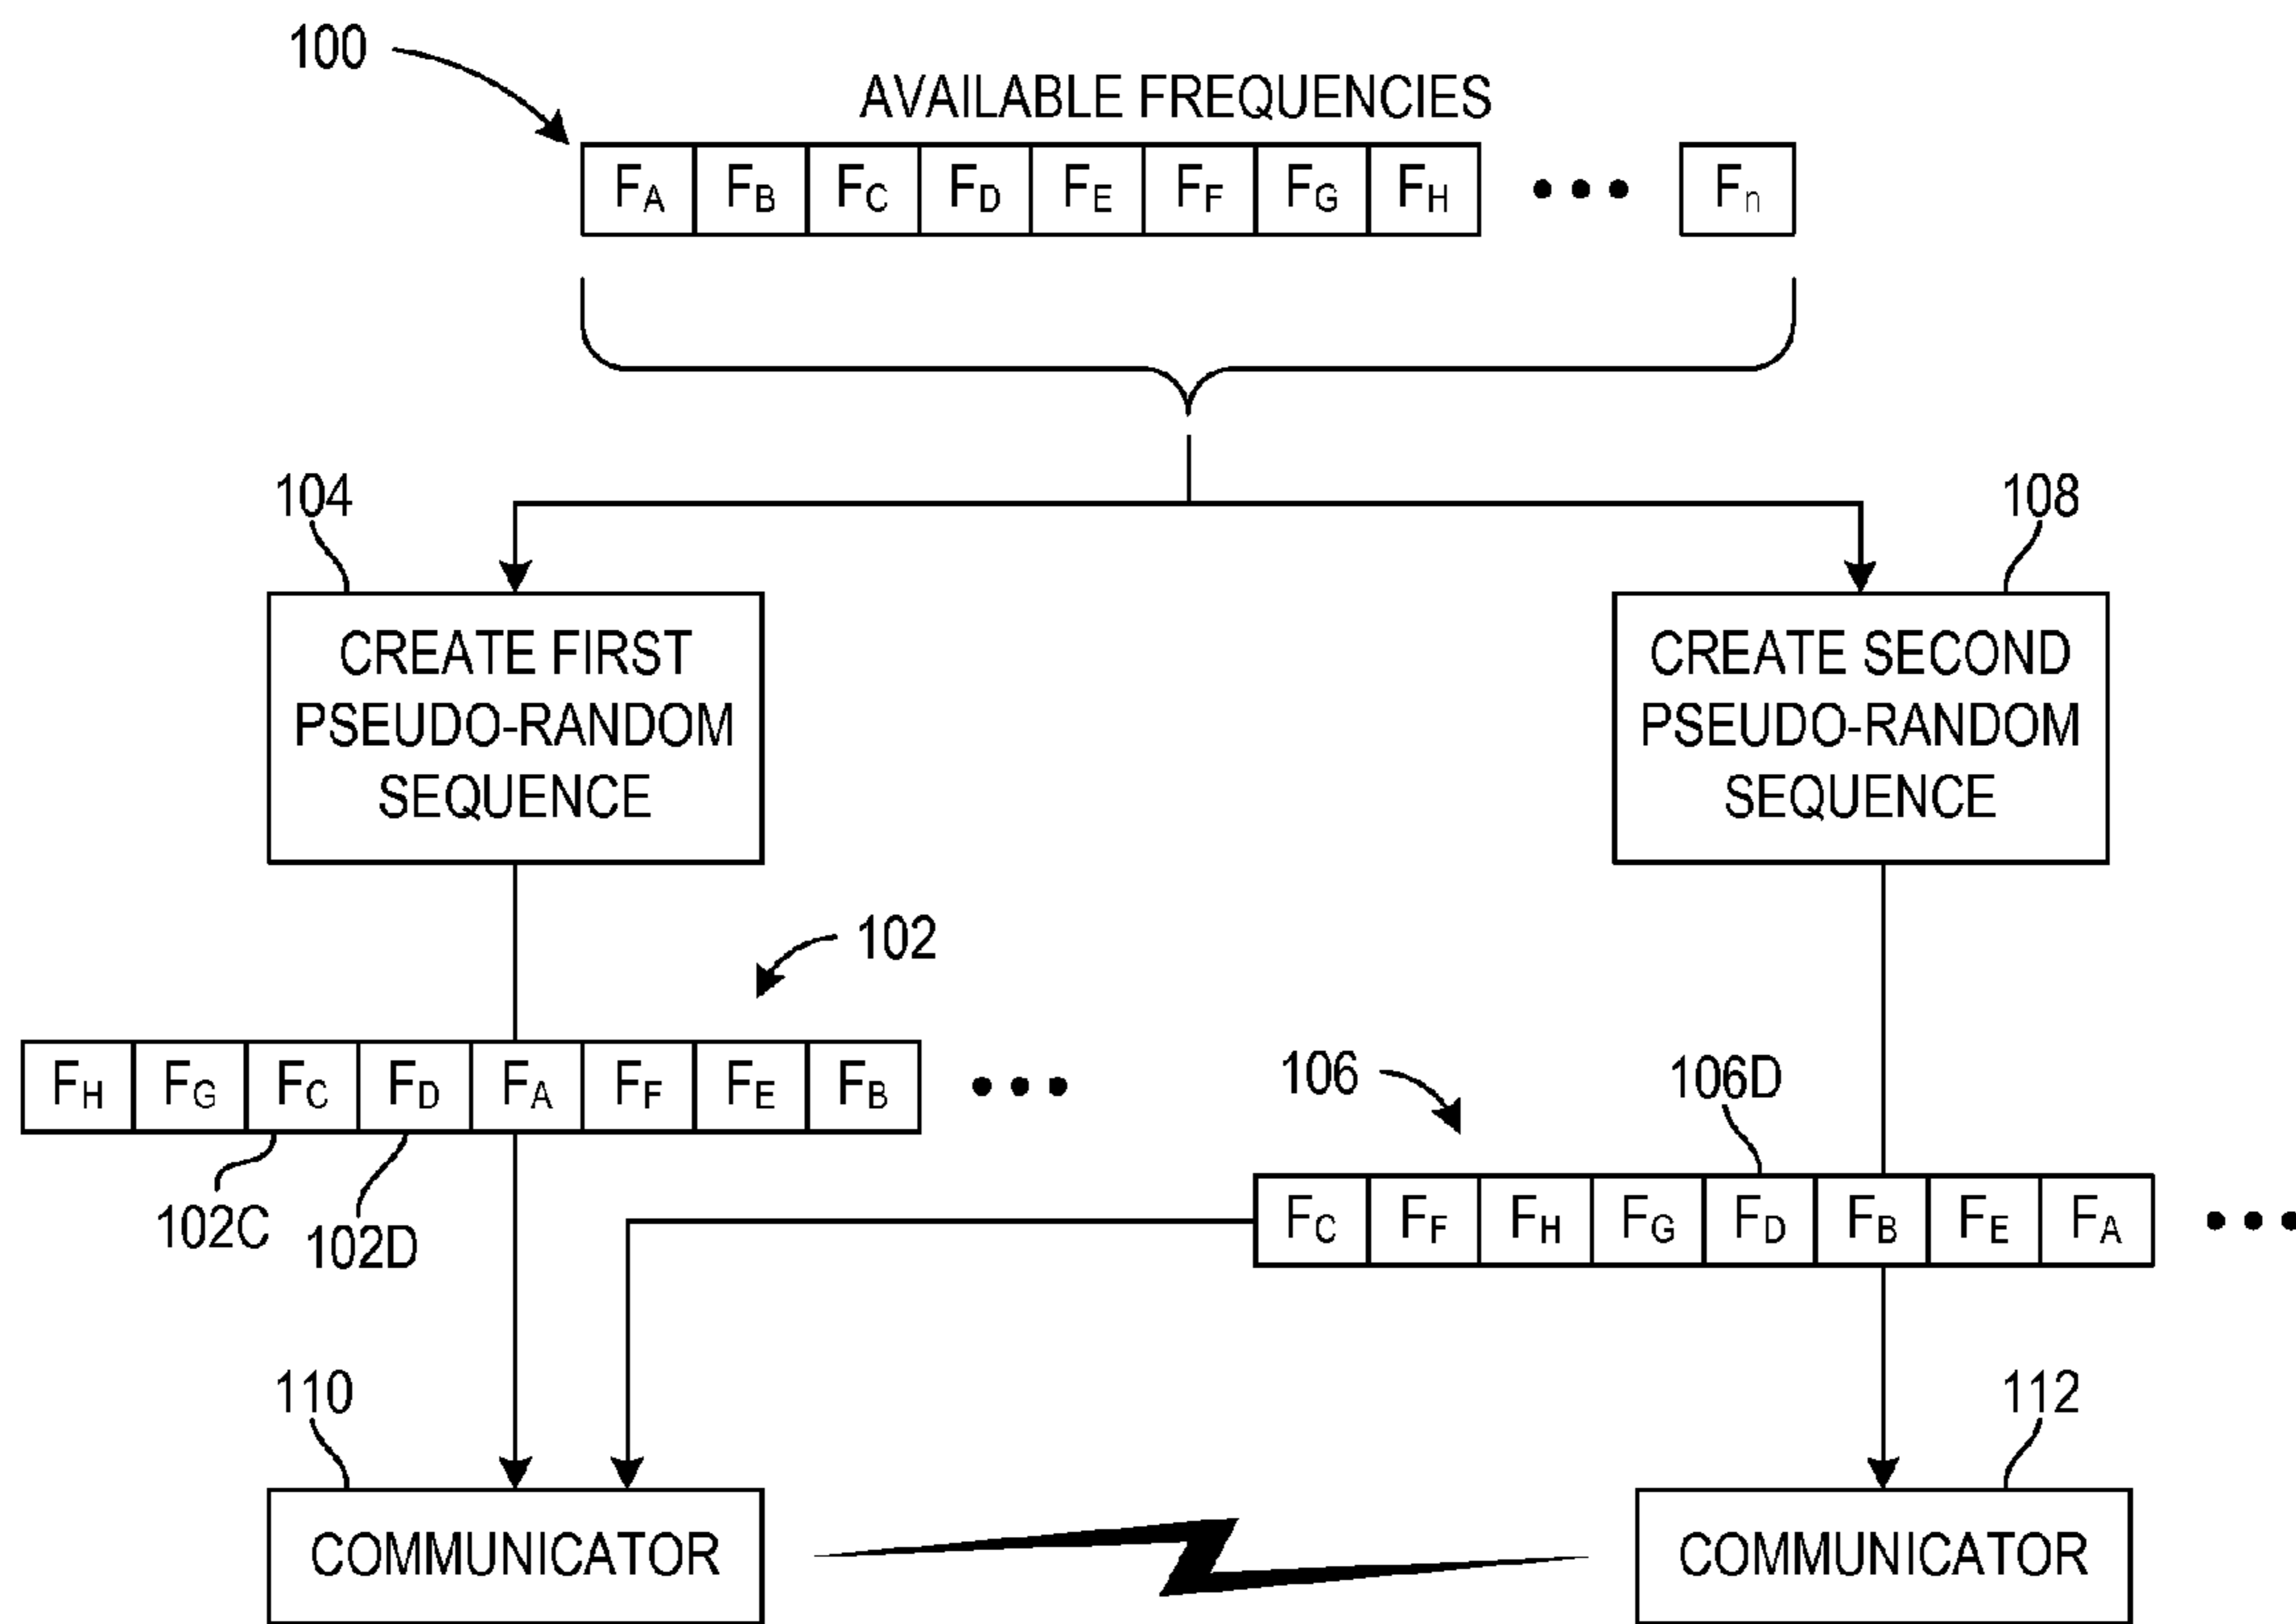 100
AVAILABLE FREQUENCIES
FA FB FC FD FE FF FG FH ••• Fn
104
108
CREATE FIRST
PSEUDO-RANDOM
SEQUENCE
CREATE SECOND
PSEUDO-RANDOM
SEQUENCE
102
FH FG FC FD FA FF FE FB •••
102C
102D
106
106D
FC FF FH FG FD FB FE FA •••
110
112
COMMUNICATOR
COMMUNICATOR